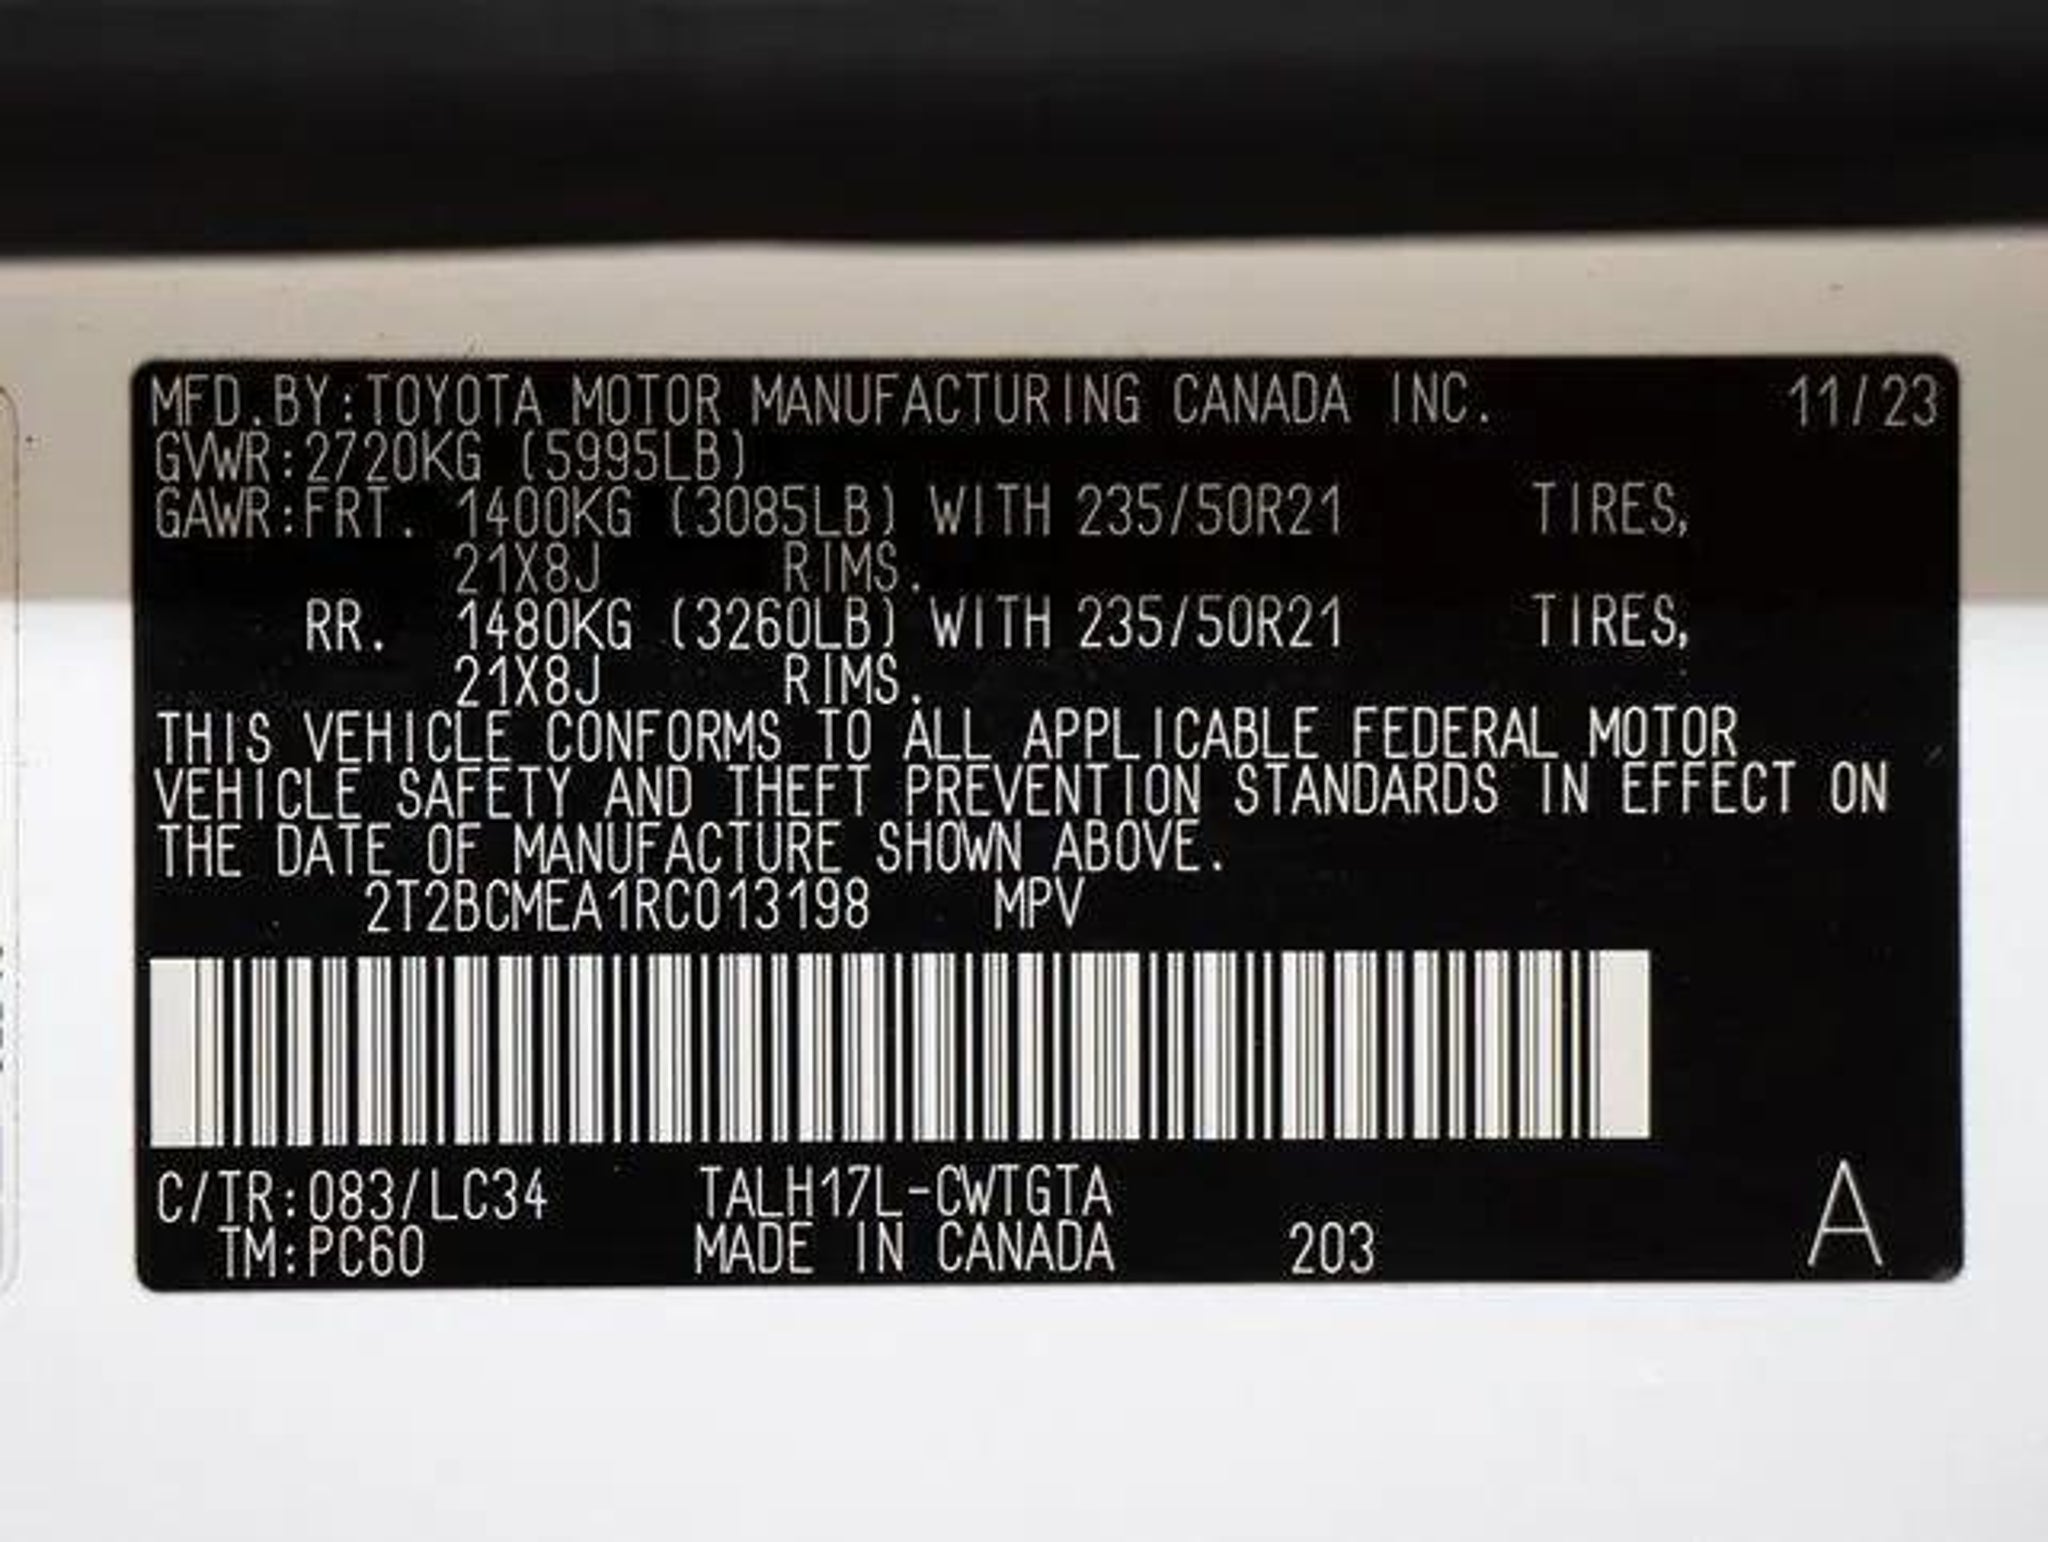 MFD.BY:TOYOTA MOTOR MANUFACTURING CANADA INC. 11/23
GVWR:2720KG (5995LB)
GAWR:FRT. 1400KG (3085LB) WITH 235/50R21 TIRES,
21X8J RIMS.
RR. 1480KG (3260LB) WITH 235/50R21 TIRES,
21X8J RIMS.
THIS VEHICLE CONFORMS TO ALL APPLICABLE FEDERAL MOTOR
VEHICLE SAFETY AND THEFT PREVENTION STANDARDS IN EFFECT ON
THE DATE OF MANUFACTURE SHOWN ABOVE.
2T2BCMEA1RC013198 MPV
C/TR:083/LC34 TALH17L-CWTGTA
TM:PC60 MADE IN CANADA 203 A